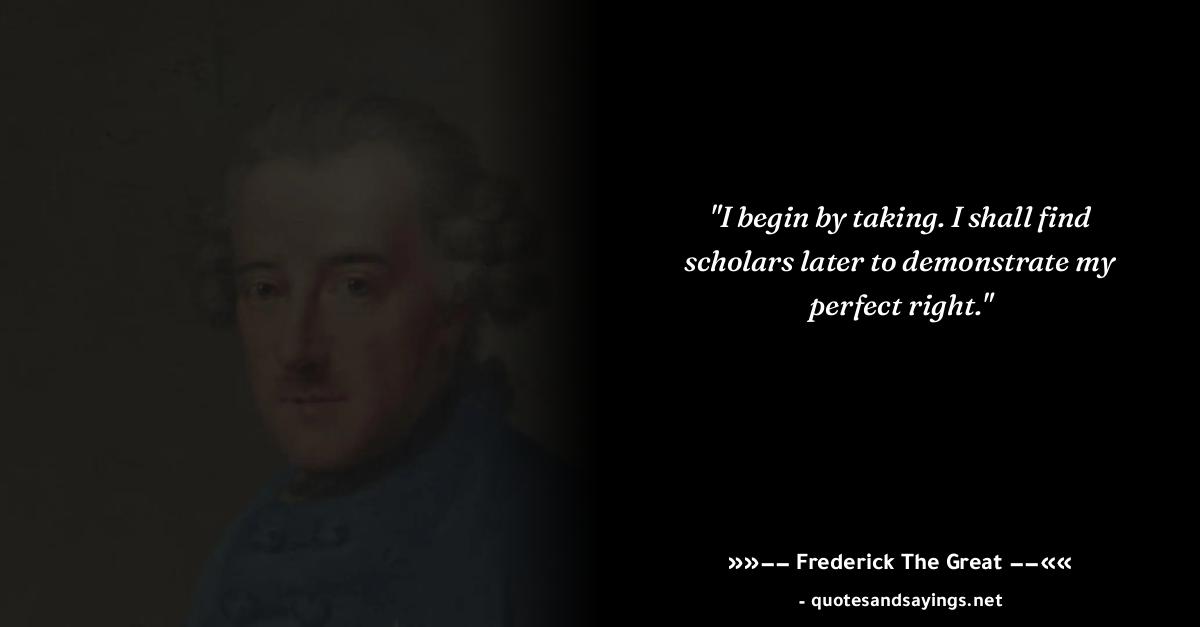 "I begin by taking. I shall find
scholars later to demonstrate my
perfect right."
»»−− Frederick The Great −−««
- quotesandsayings.net